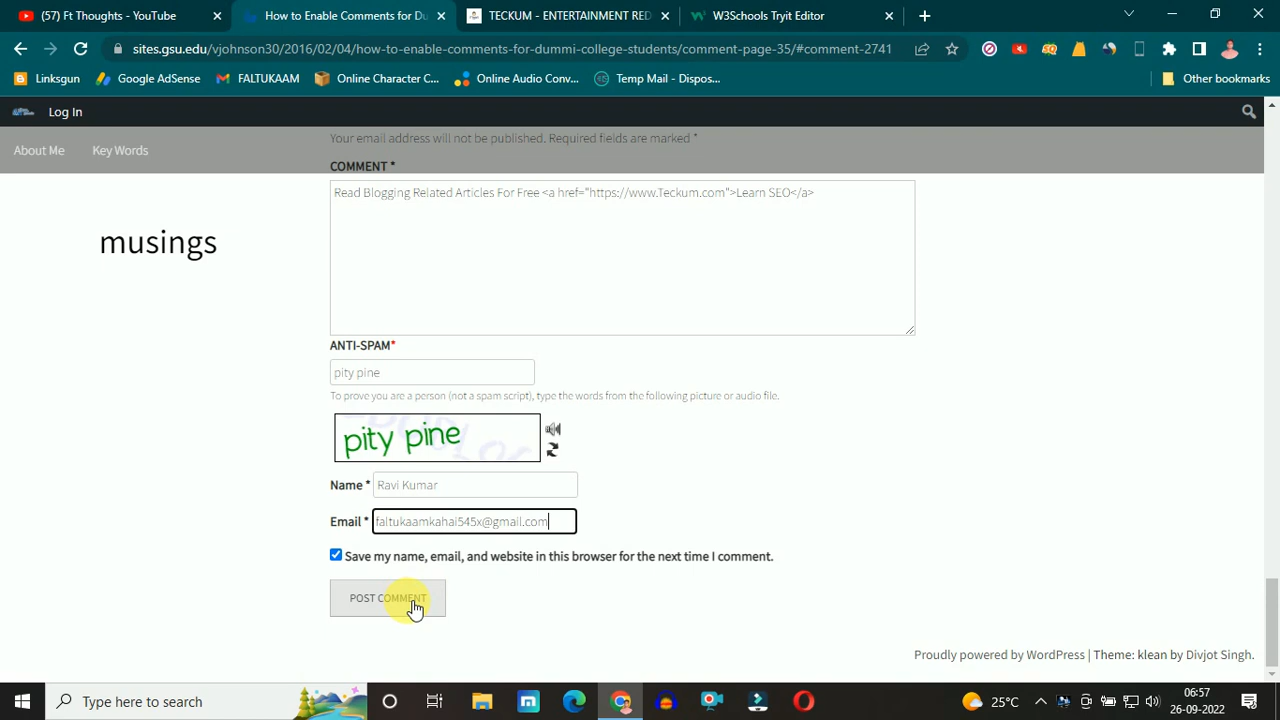 (57) Ft Thoughts - YouTube
How to Enable Comments for Du
TECKUM - ENTERTAINMENT RED
W3Schools Tryit Editor
sites.gsu.edu/vjohnson30/2016/02/04/how-to-enable-comments-for-dummi-college-students/comment-page-35/#comment-2741
Linksgun
Google AdSense
FALTUKAAM
Online Character C...
Online Audio Conv...
Temp Mail - Dispos...
Other bookmarks
Log In
Your email address will not be published. Required fields are marked *
About Me
Key Words
COMMENT *
Read Blogging Related Articles For Free <a href="https://www.Teckum.com">Learn SEO</a>
musings
ANTI-SPAM*
pity pine
To prove you are a person (not a spam script), type the words from the following picture or audio file.
pity pine
Name *
Ravi Kumar
Email *
faltukaamkahai545x@gmail.com
Save my name, email, and website in this browser for the next time I comment.
POST COMMENT
Proudly powered by WordPress | Theme: klean by Divjot Singh.
Type here to search
25°C
06:57
26-09-2022